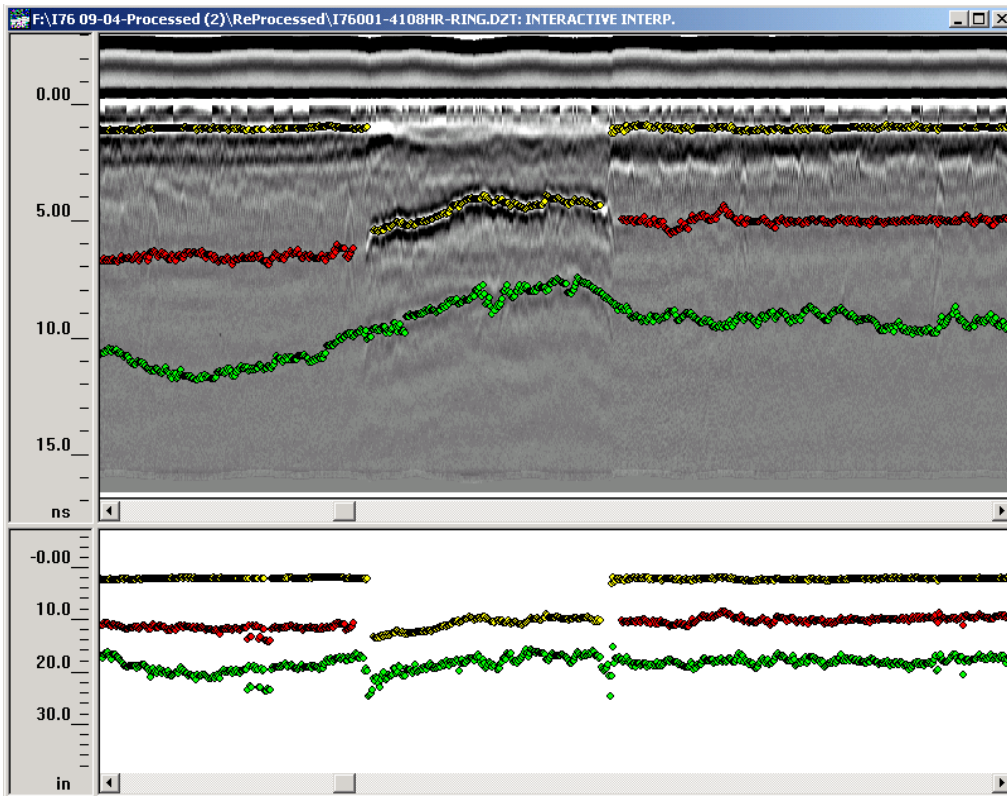 F:\I76 09-04-Processed (2)\ReProcessed\I76001-4108HR-RING.DZT: INTERACTIVE INTERP.
0.00
5.00
10.0
15.0
ns
-0.00
10.0
20.0
30.0
in